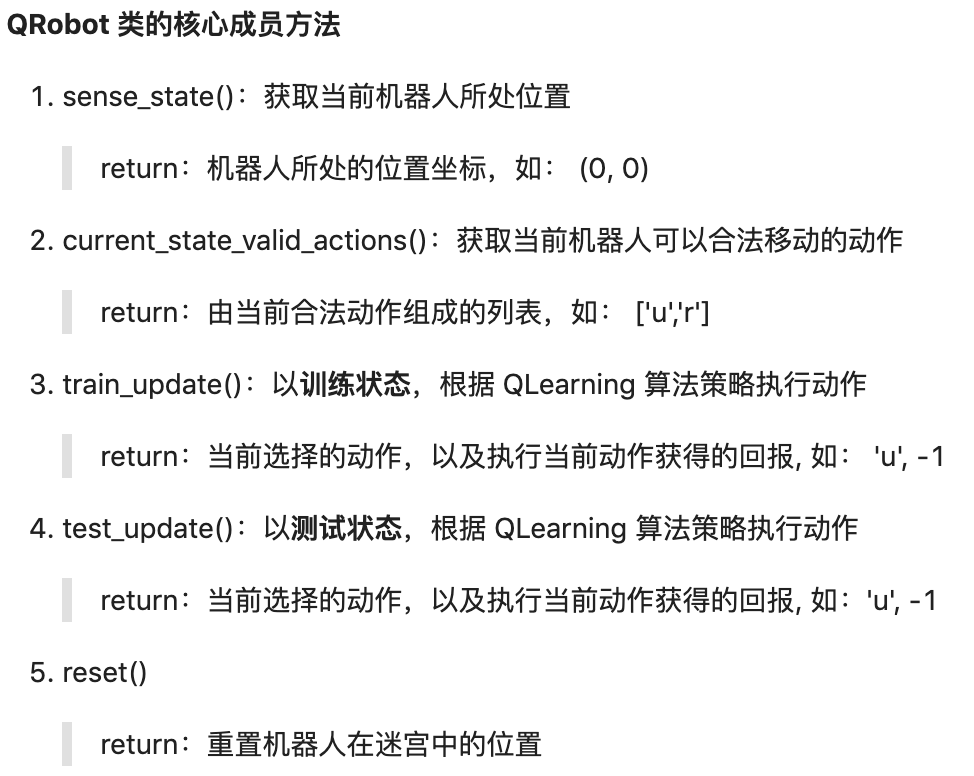 QRobot 类的核心成员方法
1. sense_state()：获取当前机器人所处位置
return：机器人所处的位置坐标，如： (0, 0)
2. current_state_valid_actions()：获取当前机器人可以合法移动的动作
return：由当前合法动作组成的列表，如： ['u','r']
3. train_update()：以训练状态，根据 QLearning 算法策略执行动作
return：当前选择的动作，以及执行当前动作获得的回报, 如： 'u', -1
4. test_update()：以测试状态，根据 QLearning 算法策略执行动作
return：当前选择的动作，以及执行当前动作获得的回报, 如：'u', -1
5. reset()
return：重置机器人在迷宫中的位置